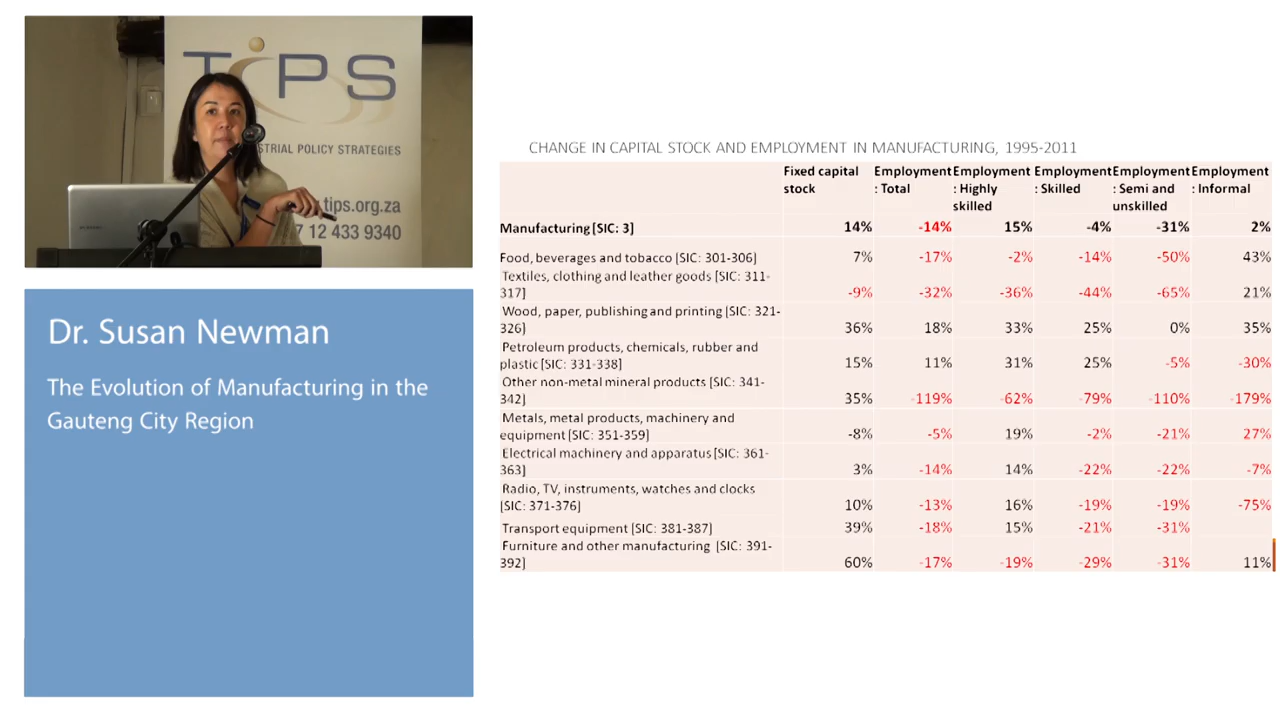 TIPS
STRIAL POLICY STRATEGIES
.tips.org.za
7 12 433 9340
Dr. Susan Newman
The Evolution of Manufacturing in the
Gauteng City Region
CHANGE IN CAPITAL STOCK AND EMPLOYMENT IN MANUFACTURING, 1995-2011
Fixed capital stock Employment : Total Employment : Highly skilled Employment : Skilled Employment : Semi and unskilled Employment : Informal
Manufacturing [SIC: 3] 14% -14% 15% -4% -31% 2%
Food, beverages and tobacco [SIC: 301-306] 7% -17% -2% -14% -50% 43%
Textiles, clothing and leather goods [SIC: 311-
317] -9% -32% -36% -44% -65% 21%
Wood, paper, publishing and printing [SIC: 321-
326] 36% 18% 33% 25% 0% 35%
Petroleum products, chemicals, rubber and
plastic [SIC: 331-338] 15% 11% 31% 25% -5% -30%
Other non-metal mineral products [SIC: 341-
342] 35% -119% -62% -79% -110% -179%
Metals, metal products, machinery and
equipment [SIC: 351-359] -8% -5% 19% -2% -21% 27%
Electrical machinery and apparatus [SIC: 361-
363] 3% -14% 14% -22% -22% -7%
Radio, TV, instruments, watches and clocks
[SIC: 371-376] 10% -13% 16% -19% -19% -75%
Transport equipment [SIC: 381-387] 39% -18% 15% -21% -31%
Furniture and other manufacturing [SIC: 391-
392] 60% -17% -19% -29% -31% 11%